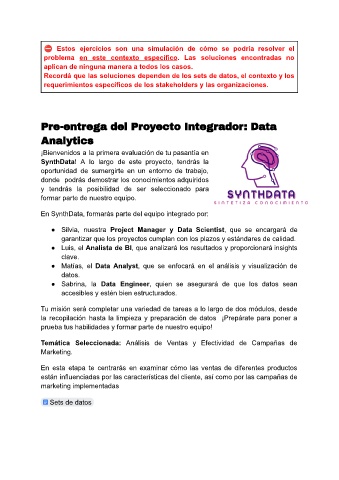 ⛔ Estos ejercicios son una simulación de cómo se podría resolver el
problema en este contexto específico. Las soluciones encontradas no
aplican de ninguna manera a todos los casos.
Recordá que las soluciones dependen de los sets de datos, el contexto y los
requerimientos específicos de los stakeholders y las organizaciones.
Pre-entrega del Proyecto Integrador: Data
Analytics
¡Bienvenidos a la primera evaluación de tu pasantía en
SynthData! A lo largo de este proyecto, tendrás la
oportunidad de sumergirte en un entorno de trabajo,
donde podrás demostrar los conocimientos adquiridos
y tendrás la posibilidad de ser seleccionado para
formar parte de nuestro equipo.
SYNTHDATA
SINTETIZA CONOCIMIENTO
En SynthData, formarás parte del equipo integrado por:
● Silvia, nuestra Project Manager y Data Scientist, que se encargará de
garantizar que los proyectos cumplan con los plazos y estándares de calidad.
● Luis, el Analista de BI, que analizará los resultados y proporcionará insights
clave.
● Matías, el Data Analyst, que se enfocará en el análisis y visualización de
datos.
● Sabrina, la Data Engineer, quien se asegurará de que los datos sean
accesibles y estén bien estructurados.
Tu misión será completar una variedad de tareas a lo largo de dos módulos, desde
la recopilación hasta la limpieza y preparación de datos ¡Prepárate para poner a
prueba tus habilidades y formar parte de nuestro equipo!
Temática Seleccionada: Análisis de Ventas y Efectividad de Campañas de
Marketing.
En esta etapa te centrarás en examinar cómo las ventas de diferentes productos
están influenciadas por las características del cliente, así como por las campañas de
marketing implementadas
Sets de datos